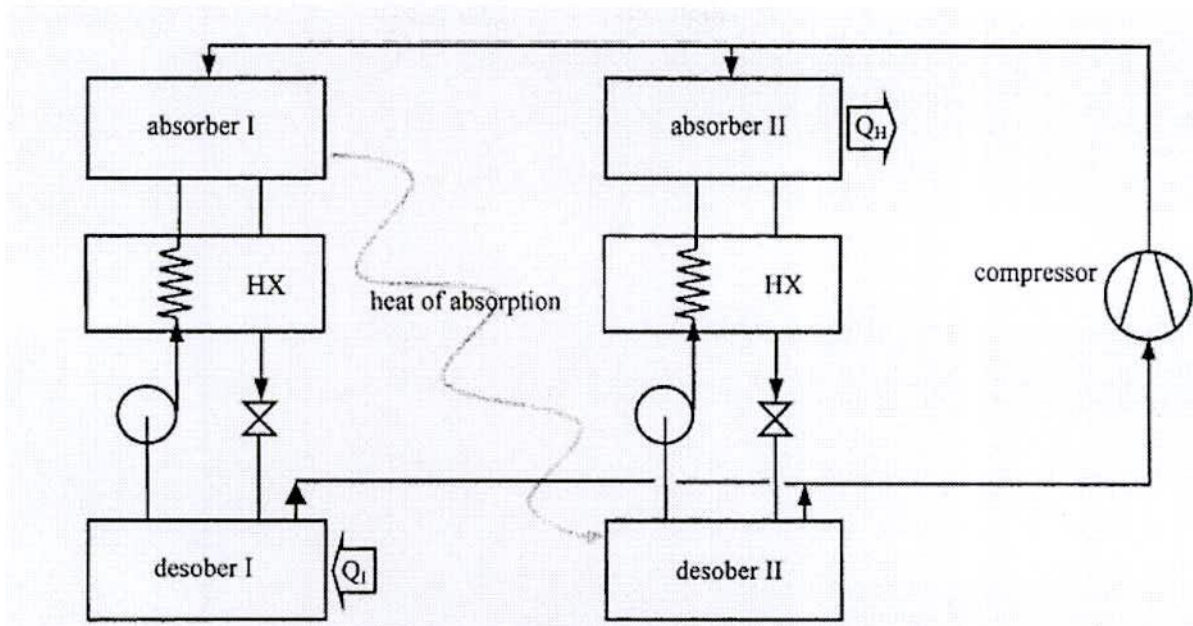 absorber I
absorber II
Q_H
HX
heat of absorption
HX
compressor
desober I
Q_I
desober II